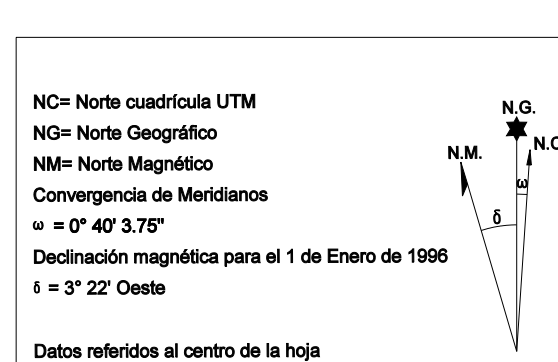 NC= Norte cuadrícula UTM
NG= Norte Geográfico
NM= Norte Magnético
Convergencia de Meridianos
ω = 0° 40' 3.75"
Declinación magnética para el 1 de Enero de 1996
δ = 3° 22' Oeste
Datos referidos al centro de la hoja
N.G.
N.C
N.M.
ω
δ